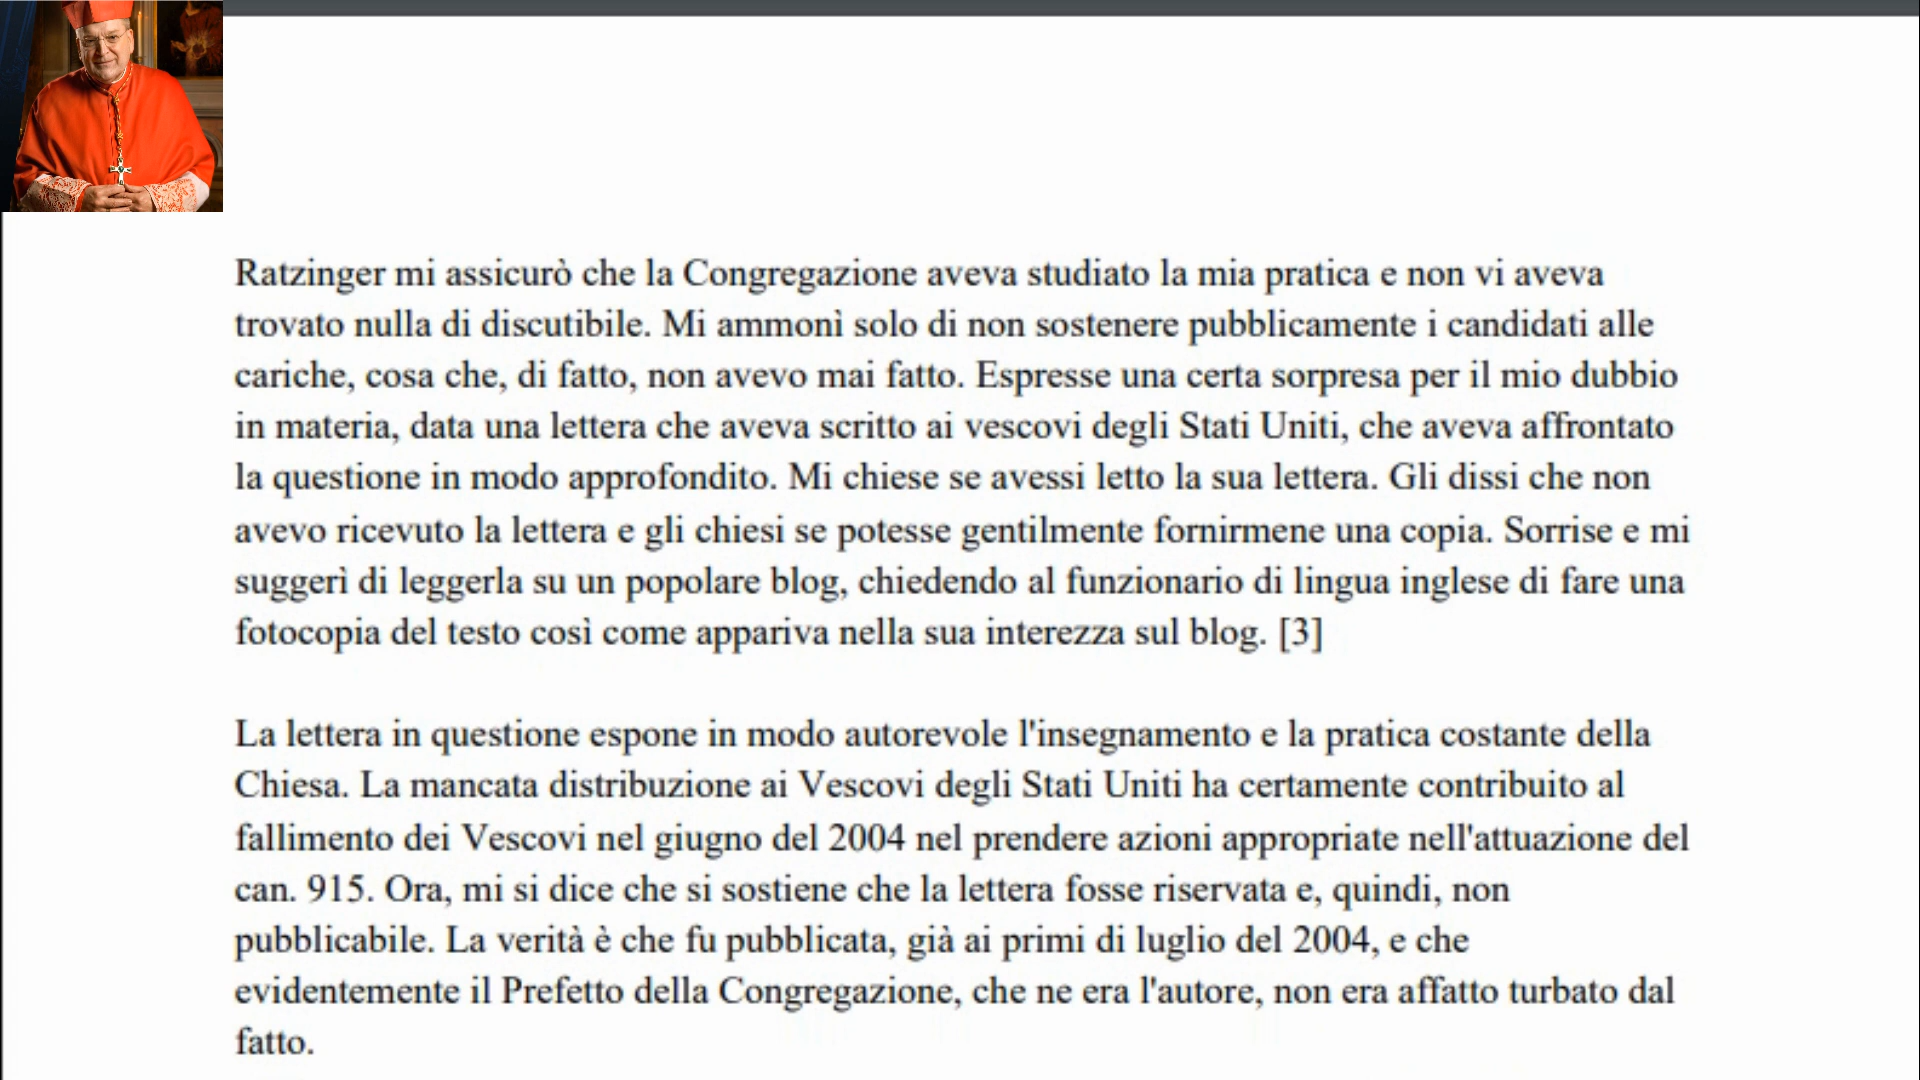 Ratzinger mi assicurò che la Congregazione aveva studiato la mia pratica e non vi aveva
trovato nulla di discutibile. Mi ammonì solo di non sostenere pubblicamente i candidati alle
cariche, cosa che, di fatto, non avevo mai fatto. Espresse una certa sorpresa per il mio dubbio
in materia, data una lettera che aveva scritto ai vescovi degli Stati Uniti, che aveva affrontato
la questione in modo approfondito. Mi chiese se avessi letto la sua lettera. Gli dissi che non
avevo ricevuto la lettera e gli chiesi se potesse gentilmente fornirmene una copia. Sorrise e mi
suggerì di leggerla su un popolare blog, chiedendo al funzionario di lingua inglese di fare una
fotocopia del testo così come appariva nella sua interezza sul blog. [3]
La lettera in questione espone in modo autorevole l'insegnamento e la pratica costante della
Chiesa. La mancata distribuzione ai Vescovi degli Stati Uniti ha certamente contribuito al
fallimento dei Vescovi nel giugno del 2004 nel prendere azioni appropriate nell'attuazione del
can. 915. Ora, mi si dice che si sostiene che la lettera fosse riservata e, quindi, non
pubblicabile. La verità è che fu pubblicata, già ai primi di luglio del 2004, e che
evidentemente il Prefetto della Congregazione, che ne era l'autore, non era affatto turbato dal
fatto.